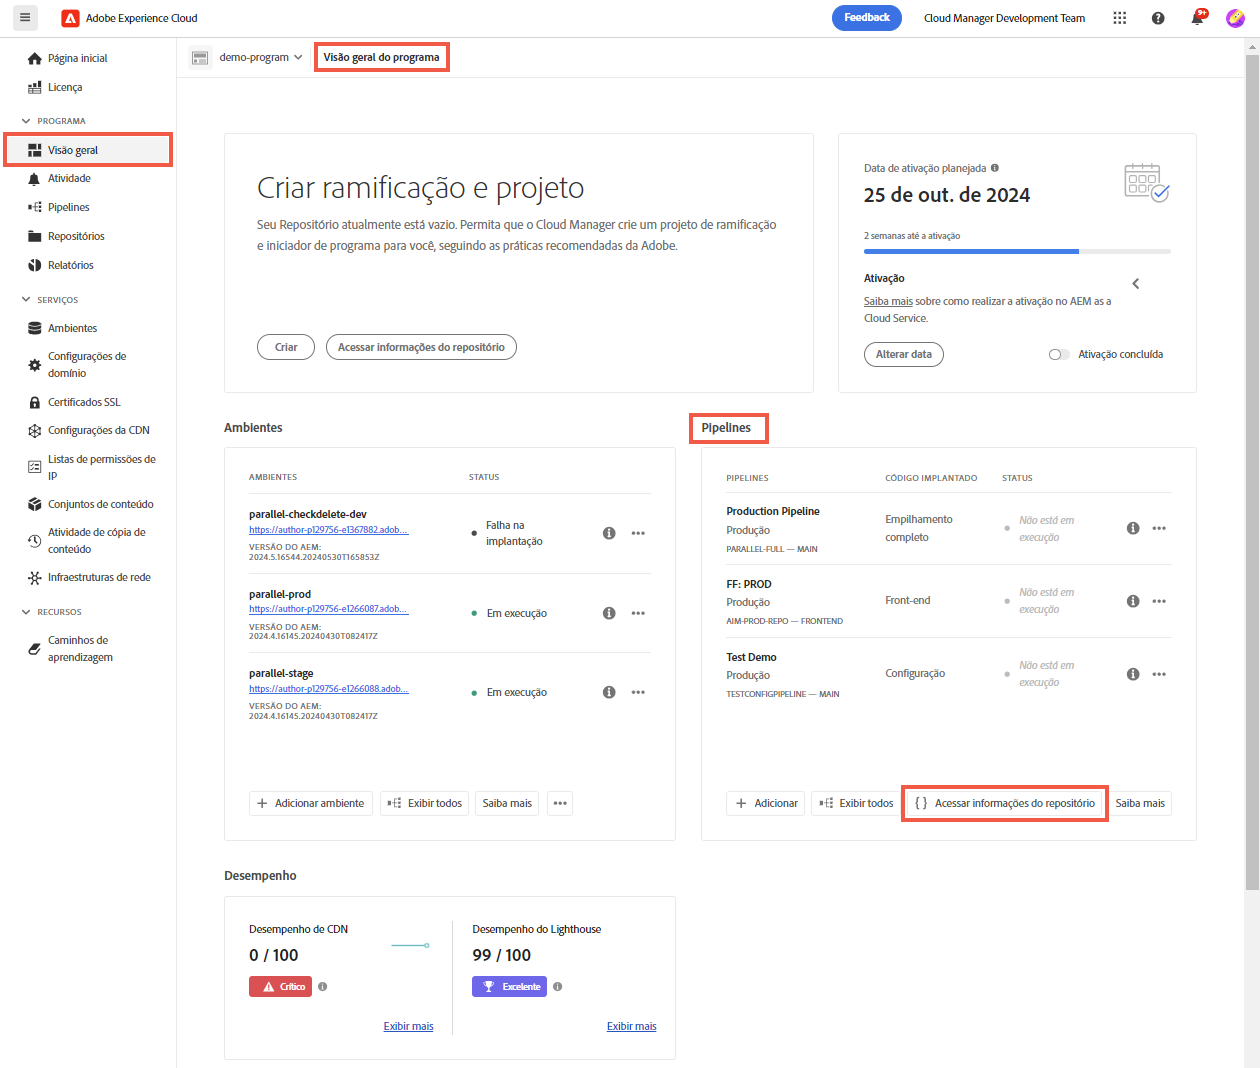 Adobe Experience Cloud
Feedback
Cloud Manager Development Team
9+
Página inicial
Licença
PROGRAMA
Visão geral
Atividade
Pipelines
Repositórios
Relatórios
SERVIÇOS
Ambientes
Configurações de
domínio
Certificados SSL
Configurações da CDN
Listas de permissões de
IP
Conjuntos de conteúdo
Atividade de cópia de
conteúdo
Infraestruturas de rede
RECURSOS
Caminhos de
aprendizagem
demo-program
Visão geral do programa
Criar ramificação e projeto
Seu Repositório atualmente está vazio. Permita que o Cloud Manager crie um projeto de ramificação
e iniciador de programa para você, seguindo as práticas recomendadas da Adobe.
Criar
Acessar informações do repositório
Data de ativação planejada
25 de out. de 2024
2 semanas até a ativação
Ativação
Saiba mais sobre como realizar a ativação no AEM as a
Cloud Service.
Alterar data
Ativação concluída
Ambientes
AMBIENTES
STATUS
parallel-checkdelete-dev
https://author-p129756-e1367882.adob...
VERSÃO DO AEM:
2024.5.16544.20240530T165853Z
Falha na
implantação
parallel-prod
https://author-p129756-e1266087.adob...
VERSÃO DO AEM:
2024.4.16145.20240430T082417Z
Em execução
parallel-stage
https://author-p129756-e1266088.adob...
VERSÃO DO AEM:
2024.4.16145.20240430T082417Z
Em execução
Adicionar ambiente
Exibir todos
Saiba mais
Pipelines
PIPELINES
CÓDIGO IMPLANTADO
STATUS
Production Pipeline
Produção
PARALLEL-FULL — MAIN
Empilhamento
completo
Não está em
execução
FF: PROD
Produção
AIM-PROD-REPO — FRONTEND
Front-end
Não está em
execução
Test Demo
Produção
TESTCONFIGPIPELINE — MAIN
Configuração
Não está em
execução
Adicionar
Exibir todos
Acessar informações do repositório
Saiba mais
Desempenho
Desempenho de CDN
0 / 100
Crítico
Exibir mais
Desempenho do Lighthouse
99 / 100
Excelente
Exibir mais